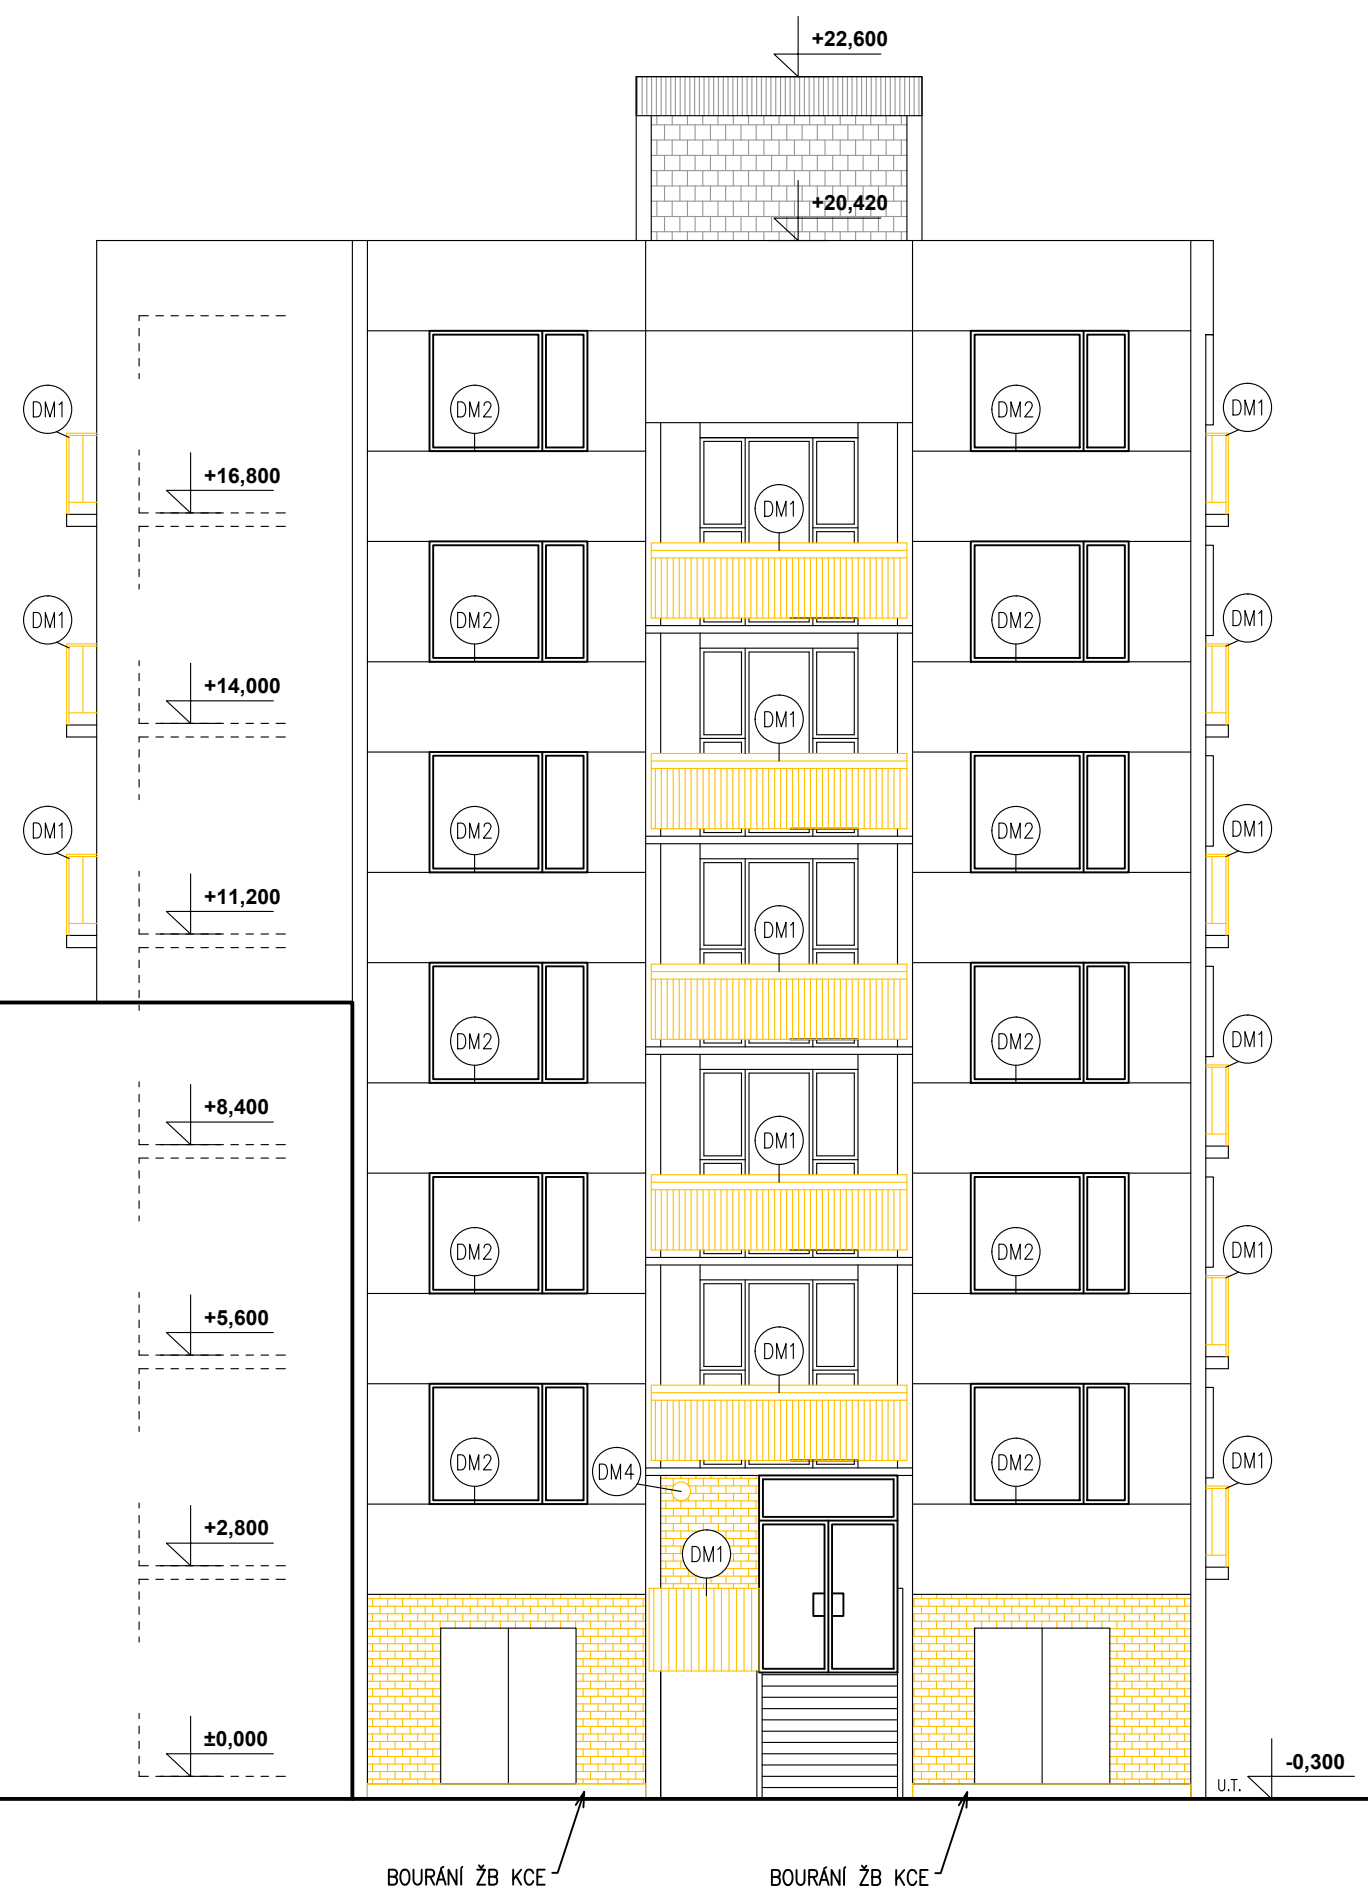 +22,600
+20,420
DM1
DM2
DM2
DM1
+16,800
DM1
DM1
DM2
DM2
DM1
+14,000
DM1
DM1
DM2
DM2
DM1
+11,200
DM1
DM2
DM2
DM1
+8,400
DM1
DM2
DM2
DM1
+5,600
DM1
DM2
DM2
DM1
DM4
+2,800
DM1
±0,000
-0,300
U.T.
BOURÁNÍ ŽB KCE
BOURÁNÍ ŽB KCE